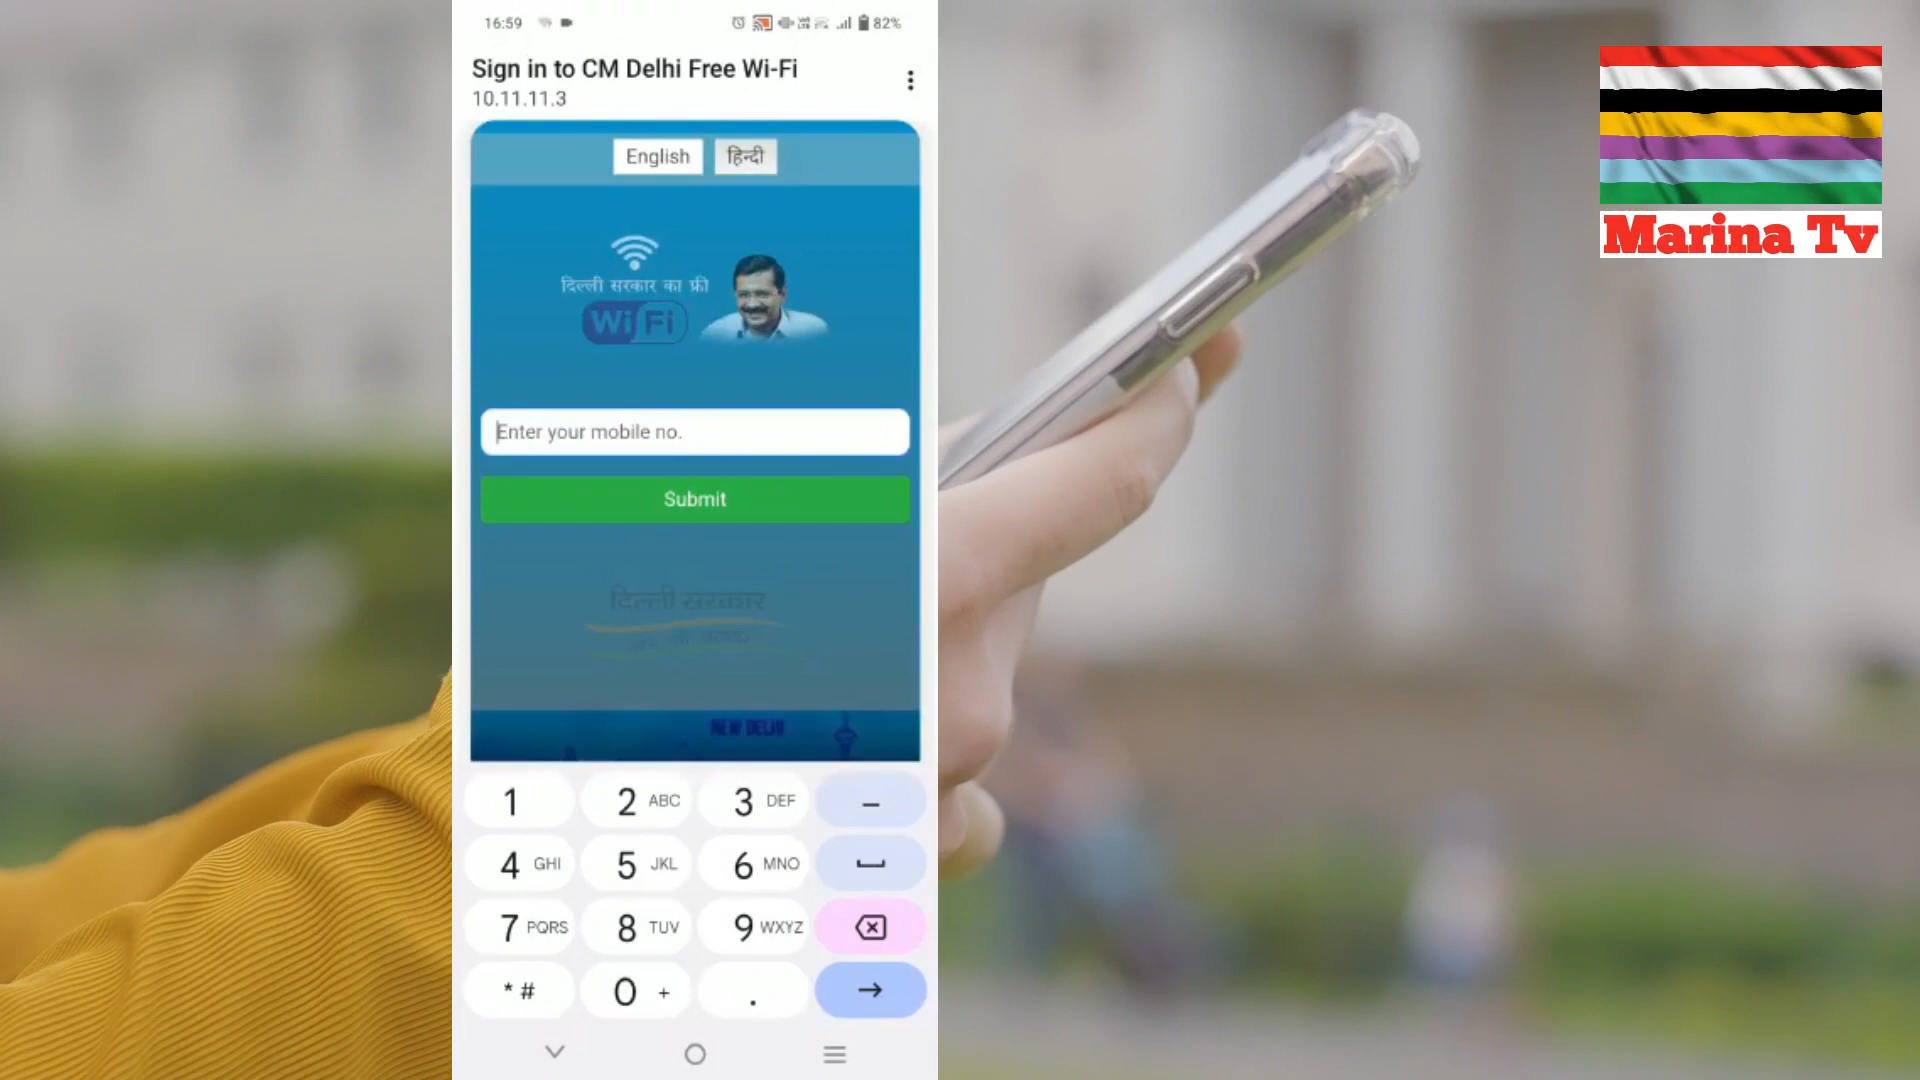 16:59
82%
Sign in to CM Delhi Free Wi-Fi
10.11.11.3
English हिन्दी
दिल्ली सरकार का फ्री
WiFi
Enter your mobile no.
Submit
दिल्ली सरकार
NEW DELHI
1 2 ABC 3 DEF –
4 GHI 5 JKL 6 MNO
7 PQRS 8 TUV 9 WXYZ
* # 0 + .
Marina Tv